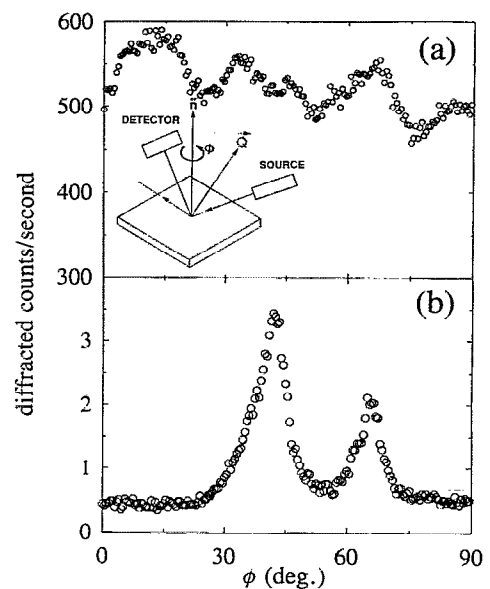 600
(a)
500
n
DETECTOR
Φ
Q
SOURCE
400
300
diffracted counts/second
(b)
3
2
1
0
0 30 60 90
ϕ (deg.)